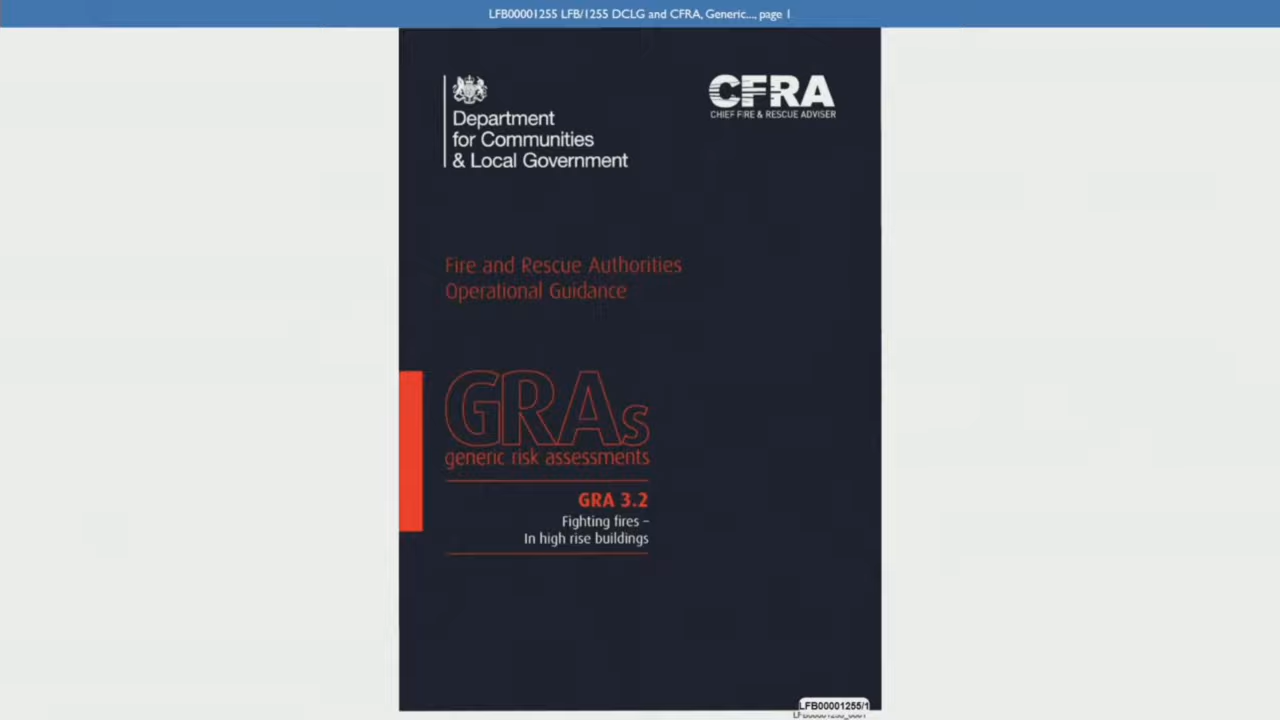 LFB00001255 LFB/1255 DCLG and CFRA, Generic..., page 1
Department
for Communities
& Local Government
CFRA
CHIEF FIRE & RESCUE ADVISER
Fire and Rescue Authorities
Operational Guidance
GRAs
generic risk assessments
GRA 3.2
Fighting fires –
In high rise buildings
LFB00001255/1